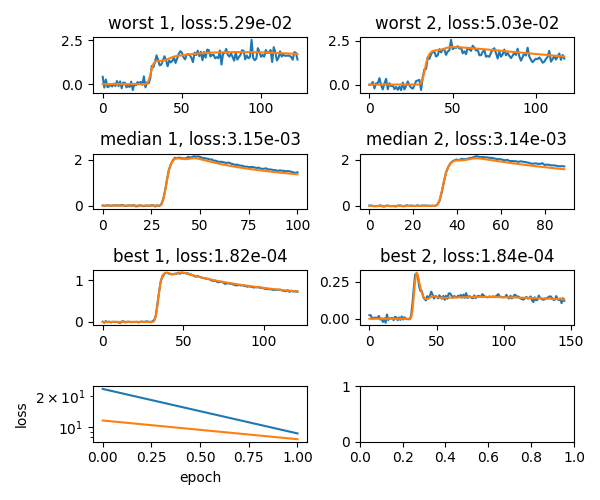 worst 1, loss:5.29e-02
worst 2, loss:5.03e-02
2.5
0.0
0 50 100
2.5
0.0
0 50 100
median 1, loss:3.15e-03
median 2, loss:3.14e-03
2
0
0 25 50 75 100
2
0
0 20 40 60 80
best 1, loss:1.82e-04
best 2, loss:1.84e-04
1
0
0 50 100
0.25
0.00
0 50 100 150
loss
2 × 10¹
10¹
0.00 0.25 0.50 0.75 1.00
epoch
1
0
0.0 0.2 0.4 0.6 0.8 1.0